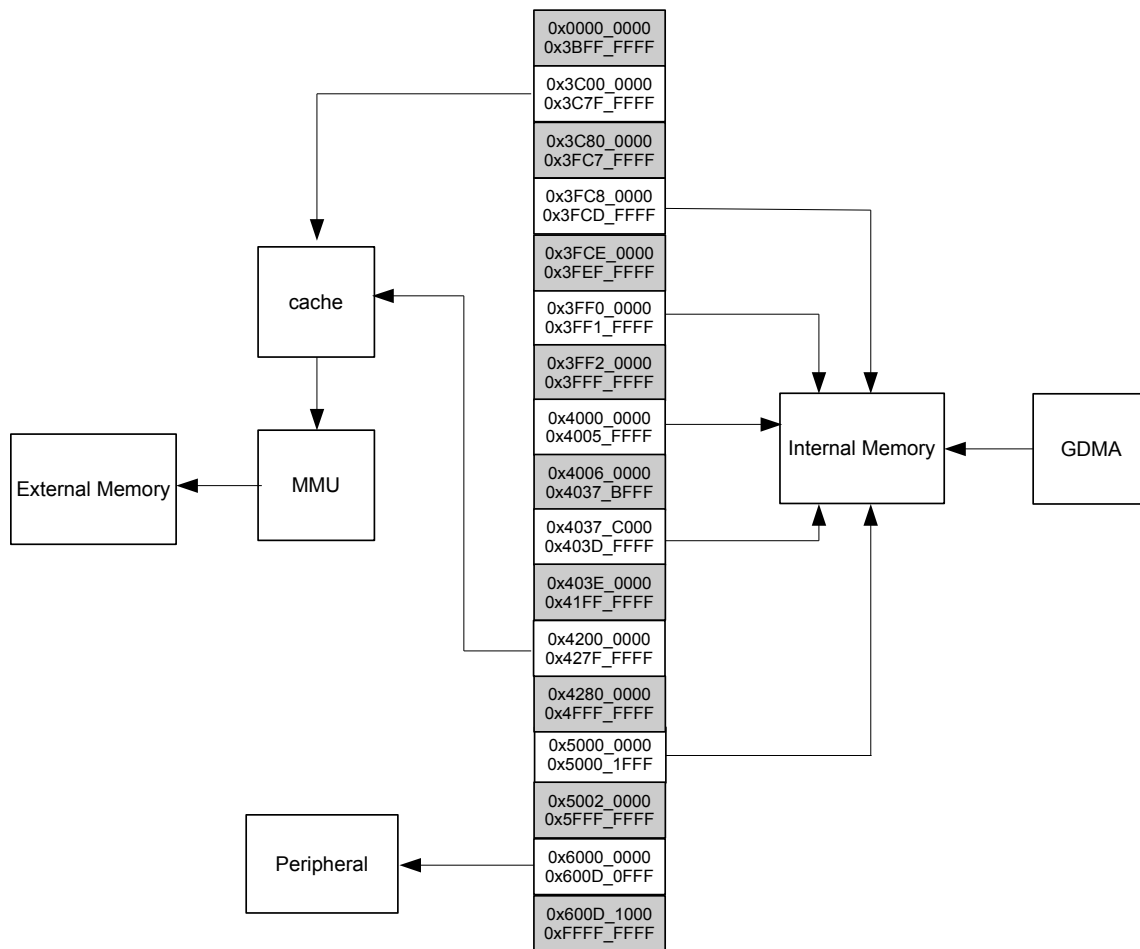 0x0000_0000
0x3BFF_FFFF
0x3C00_0000
0x3C7F_FFFF
0x3C80_0000
0x3FC7_FFFF
0x3FC8_0000
0x3FCD_FFFF
0x3FCE_0000
0x3FEF_FFFF
cache
0x3FF0_0000
0x3FF1_FFFF
0x3FF2_0000
0x3FFF_FFFF
0x4000_0000
0x4005_FFFF
Internal Memory
GDMA
External Memory
MMU
0x4006_0000
0x4037_BFFF
0x4037_C000
0x403D_FFFF
0x403E_0000
0x41FF_FFFF
0x4200_0000
0x427F_FFFF
0x4280_0000
0x4FFF_FFFF
0x5000_0000
0x5000_1FFF
0x5002_0000
0x5FFF_FFFF
Peripheral
0x6000_0000
0x600D_0FFF
0x600D_1000
0xFFFF_FFFF